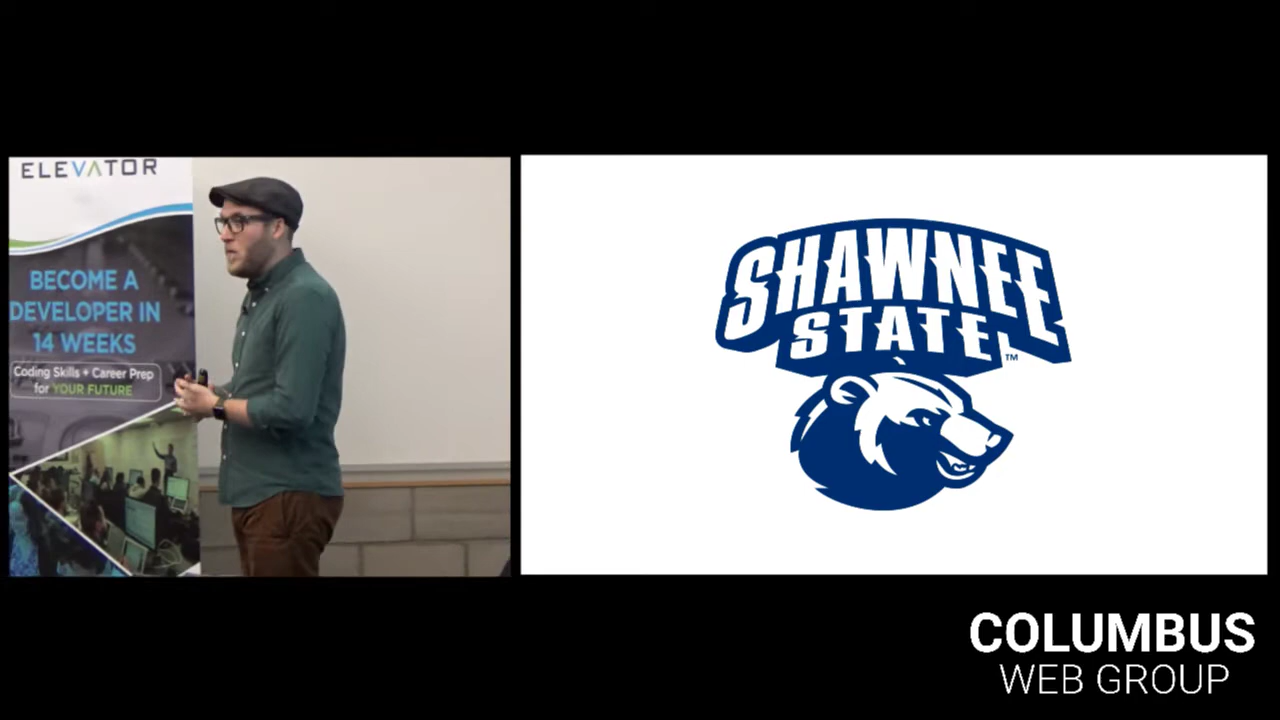 ELEVATOR
BECOME A
DEVELOPER IN
14 WEEKS
Coding Skills + Career Prep
for YOUR FUTURE
SHAWNEE
STATE
™
COLUMBUS
WEB GROUP